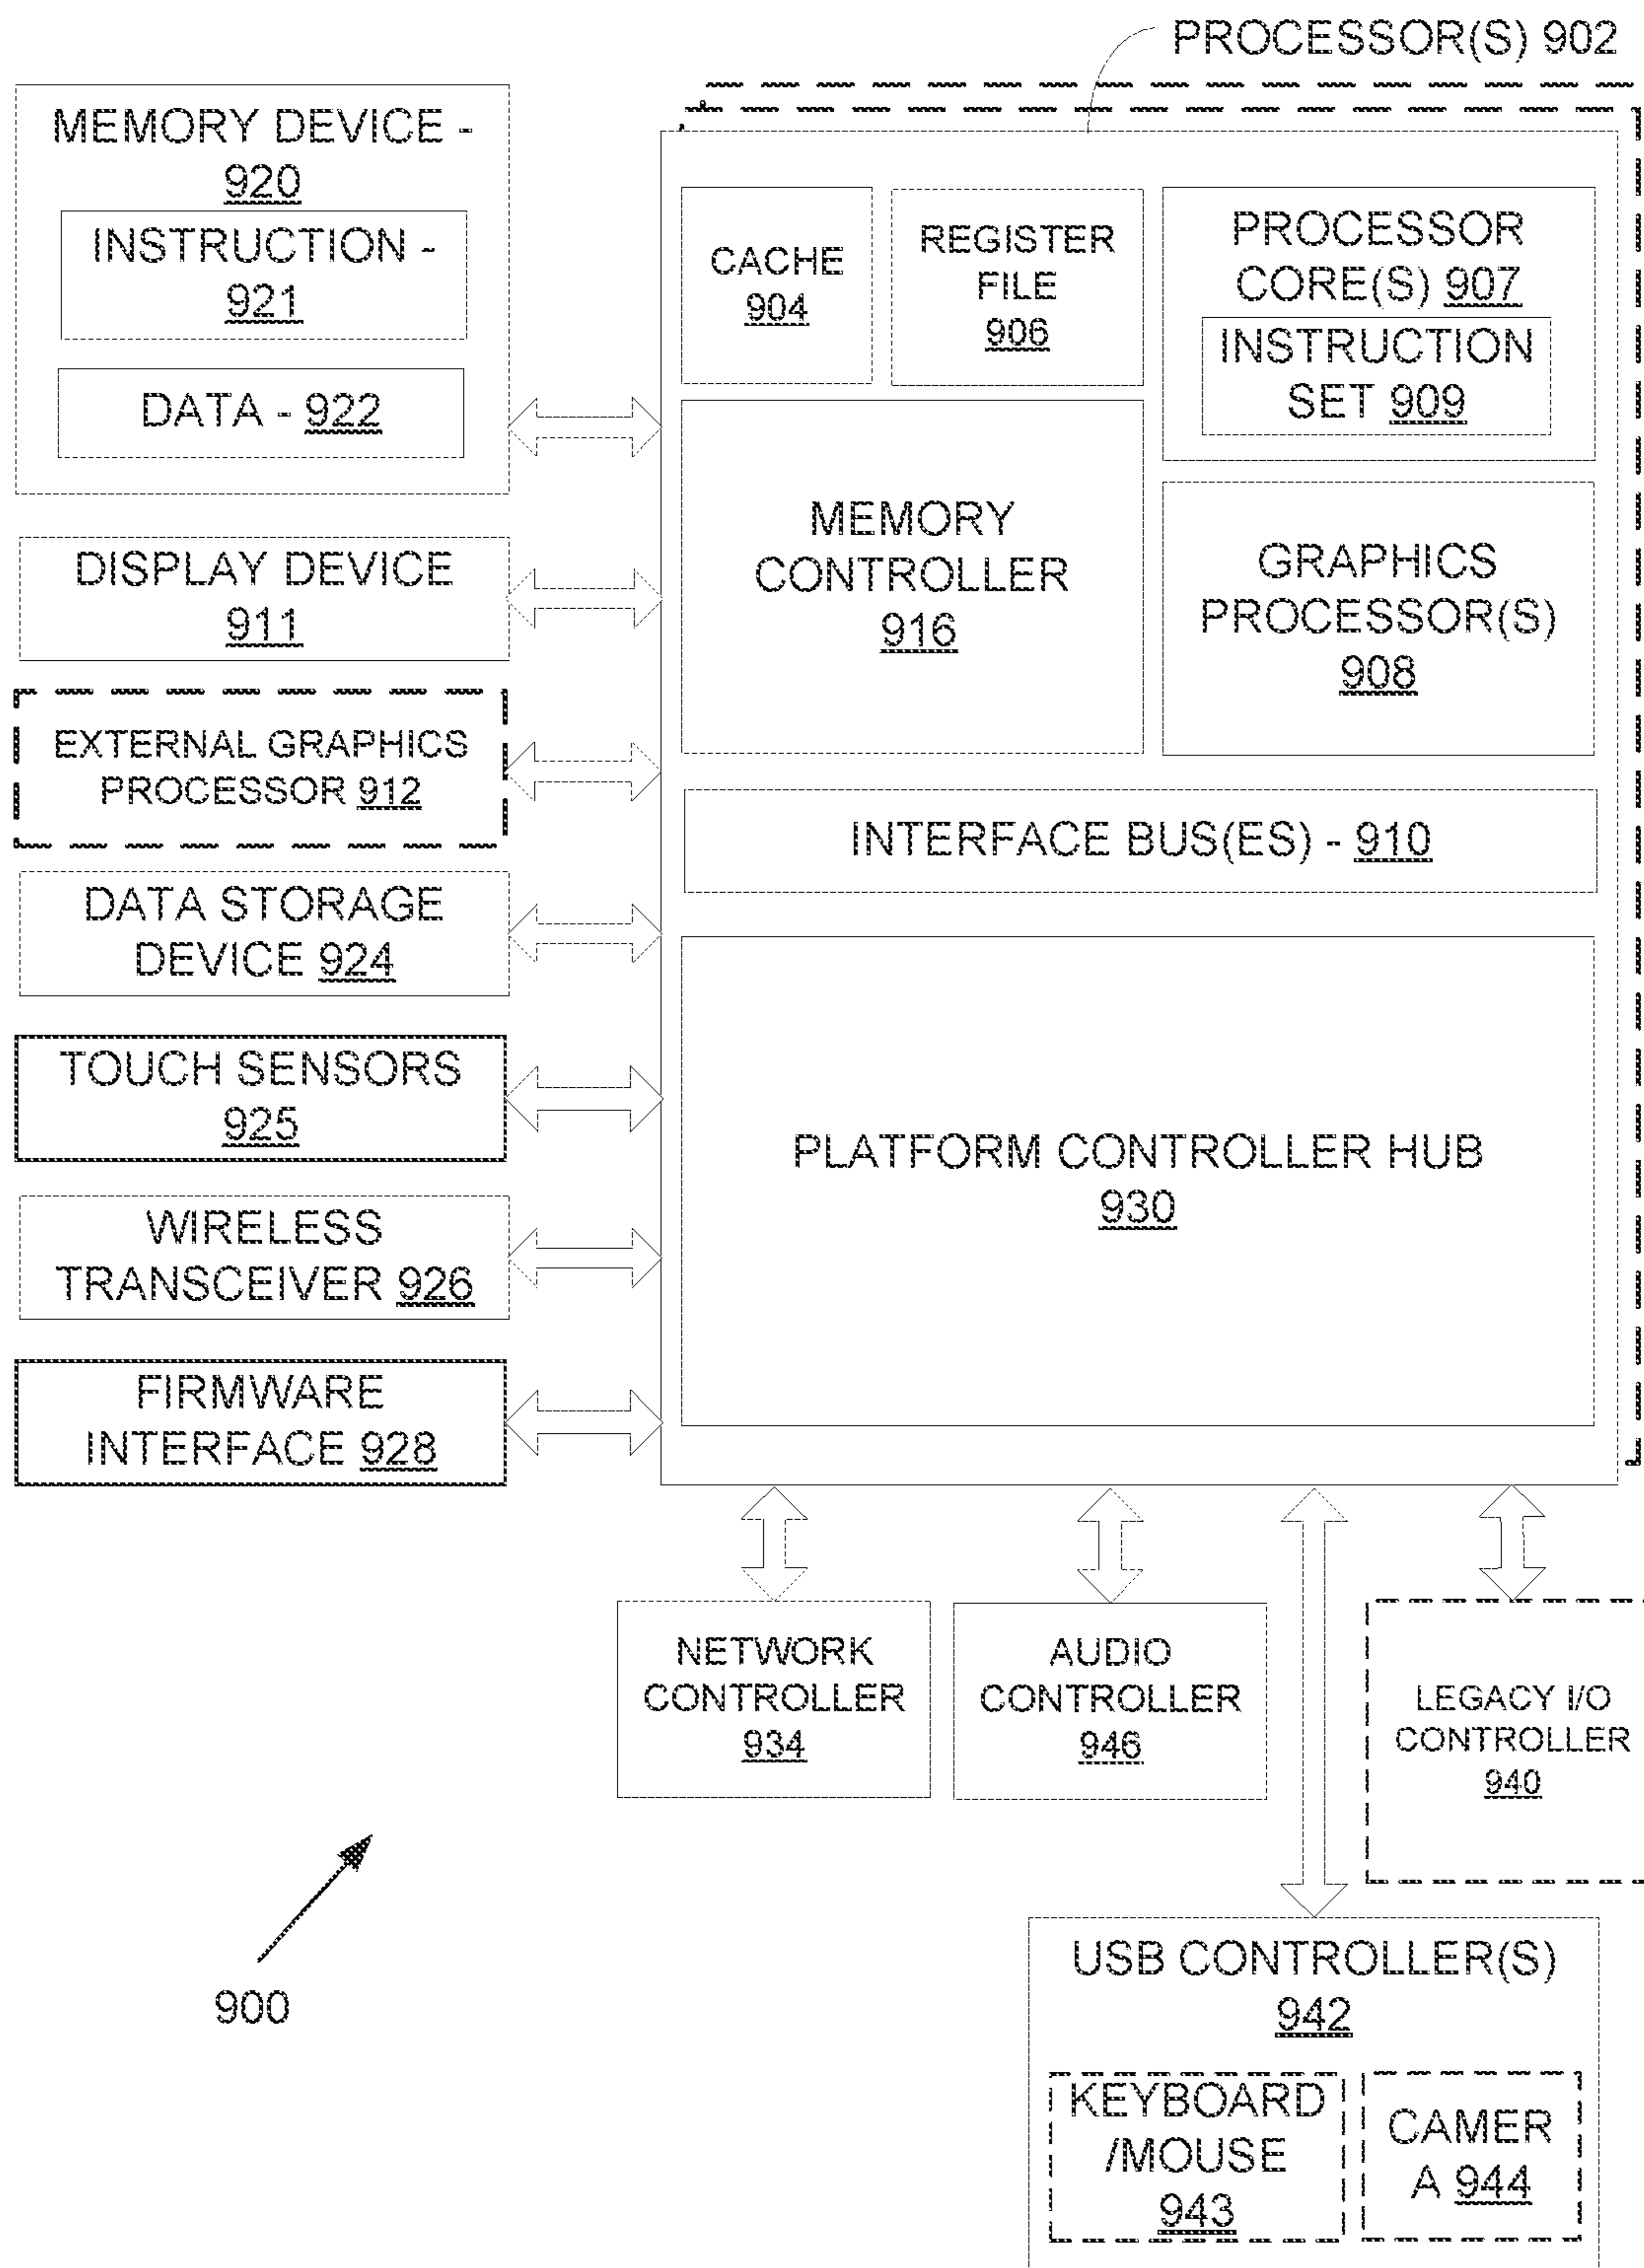 PROCESSOR(S) 902
MEMORY DEVICE -
920
INSTRUCTION -
921
DATA - 922
DISPLAY DEVICE
911
EXTERNAL GRAPHICS
PROCESSOR 912
DATA STORAGE
DEVICE 924
TOUCH SENSORS
925
WIRELESS
TRANSCEIVER 926
FIRMWARE
INTERFACE 928
CACHE
904
REGISTER
FILE
906
PROCESSOR
CORE(S) 907
INSTRUCTION
SET 909
MEMORY
CONTROLLER
916
GRAPHICS
PROCESSOR(S)
908
INTERFACE BUS(ES) - 910
PLATFORM CONTROLLER HUB
930
NETWORK
CONTROLLER
934
AUDIO
CONTROLLER
946
LEGACY I/O
CONTROLLER
940
USB CONTROLLER(S)
942
KEYBOARD
/MOUSE
943
CAMER
A 944
900